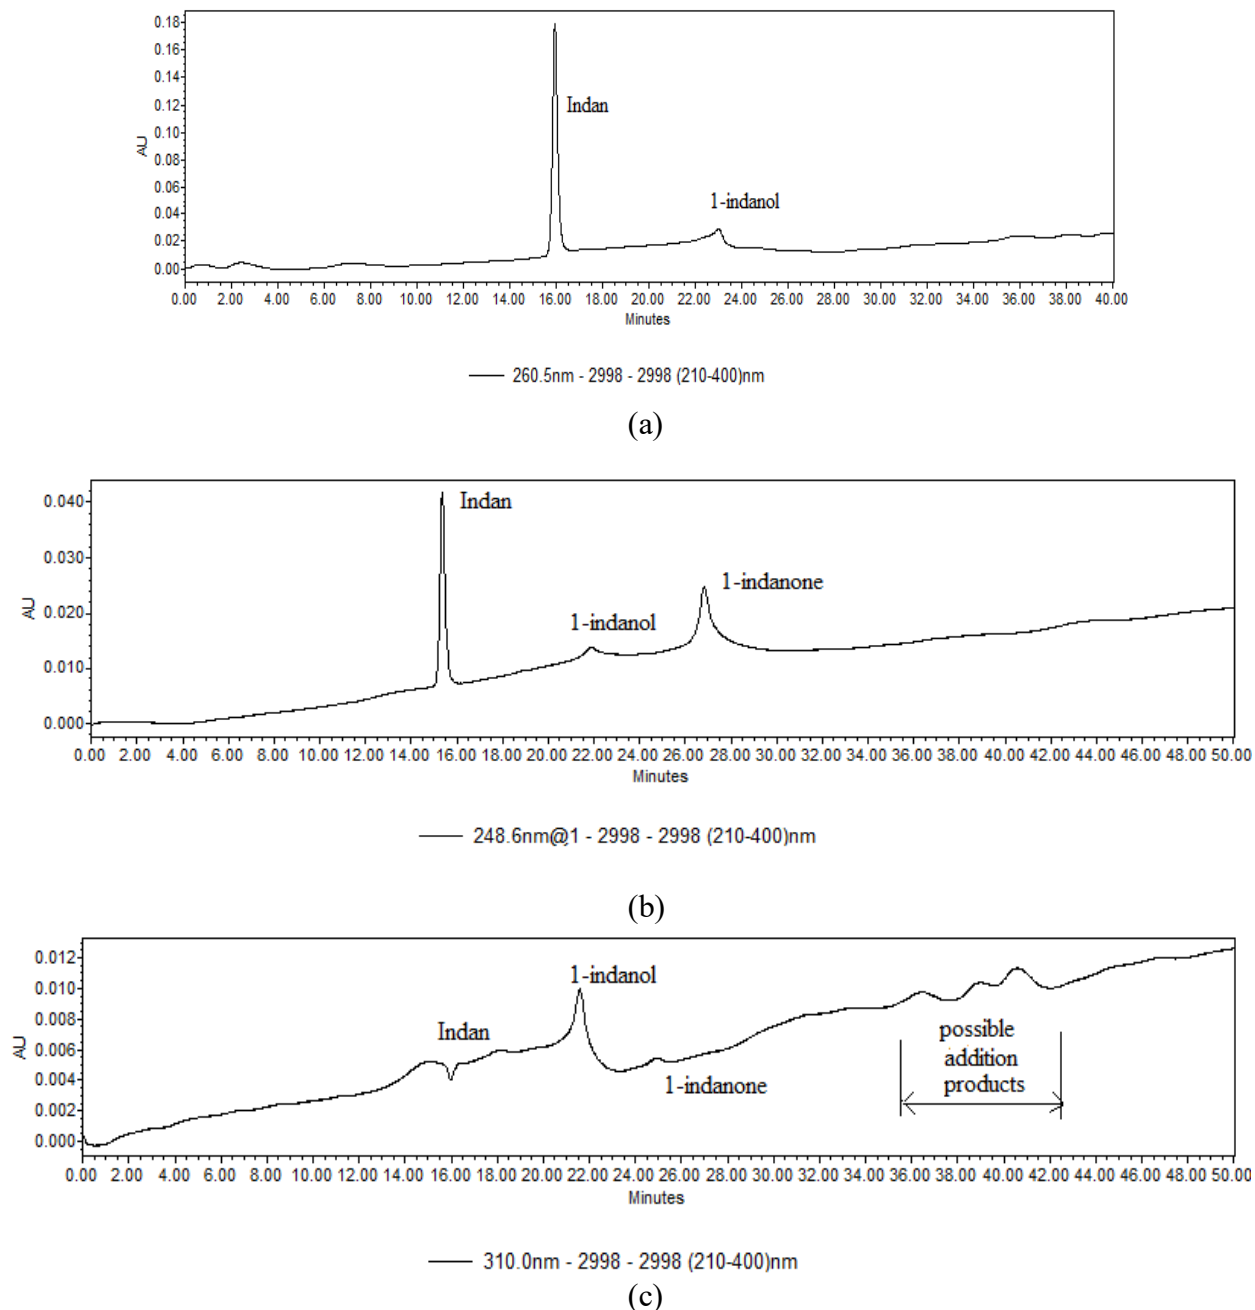 0.18
0.16
0.14
0.12
0.10
0.08
0.06
0.04
0.02
0.00
AU
Indan
1-indanol
0.00 2.00 4.00 6.00 8.00 10.00 12.00 14.00 16.00 18.00 20.00 22.00 24.00 26.00 28.00 30.00 32.00 34.00 36.00 38.00 40.00
Minutes
260.5nm - 2998 - 2998 (210-400)nm
(a)
0.040
0.030
0.020
0.010
0.000
AU
Indan
1-indanol
1-indanone
0.00 2.00 4.00 6.00 8.00 10.00 12.00 14.00 16.00 18.00 20.00 22.00 24.00 26.00 28.00 30.00 32.00 34.00 36.00 38.00 40.00 42.00 44.00 46.00 48.00 50.00
Minutes
248.6nm@1 - 2998 - 2998 (210-400)nm
(b)
0.012
0.010
0.008
0.006
0.004
0.002
0.000
AU
Indan
1-indanol
1-indanone
possible
addition
products
0.00 2.00 4.00 6.00 8.00 10.00 12.00 14.00 16.00 18.00 20.00 22.00 24.00 26.00 28.00 30.00 32.00 34.00 36.00 38.00 40.00 42.00 44.00 46.00 48.00 50.00
Minutes
310.0nm - 2998 - 2998 (210-400)nm
(c)